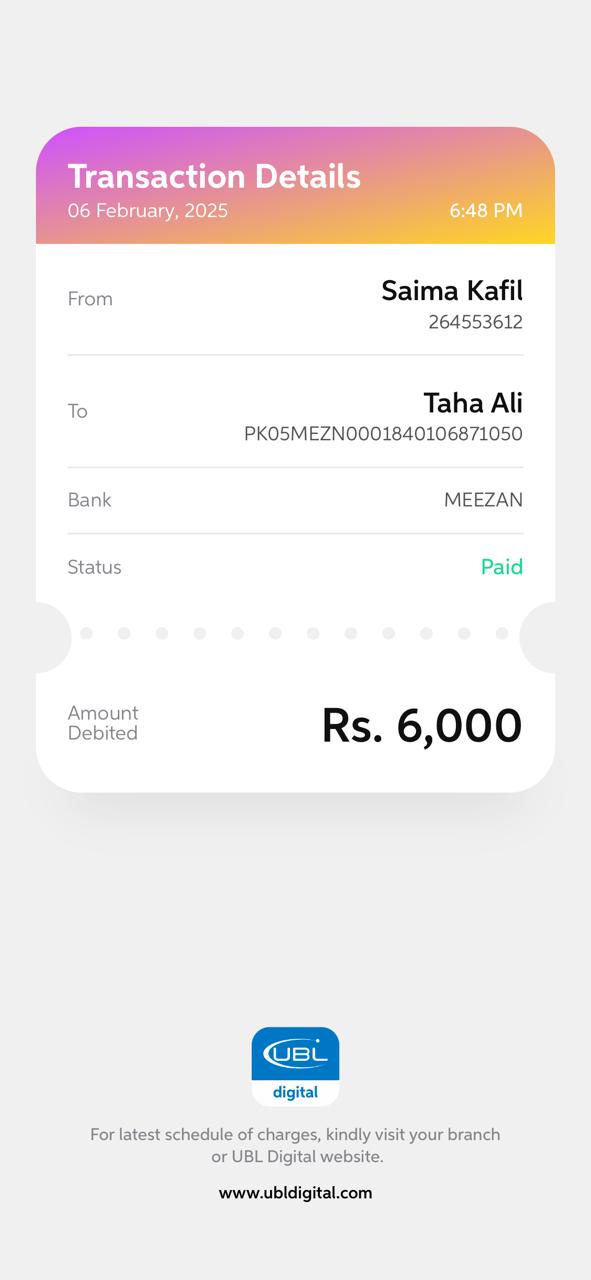 Transaction Details
06 February, 2025 6:48 PM
From Saima Kafil
264553612
To Taha Ali
PK05MEZN0001840106871050
Bank MEEZAN
Status Paid
Amount
Debited Rs. 6,000
UBL
digital
For latest schedule of charges, kindly visit your branch
or UBL Digital website.
www.ubldigital.com